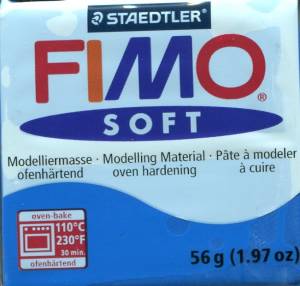 STAEDTLER
FIMO®
SOFT
Modelliermasse · Modelling Material · Pâte à modeler
ofenhärtend oven hardening à cuire
oven-bake
110°C
230°F
30 min.
ofenhärtend
56 g (1.97 oz)